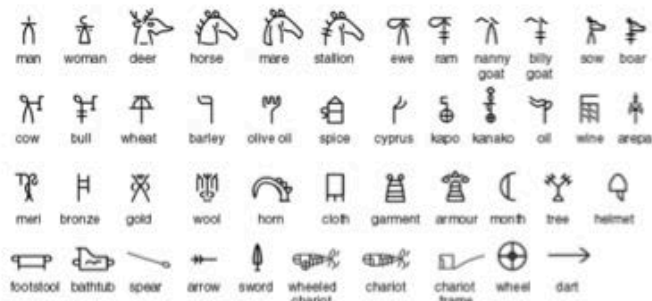 man woman deer horse mare stallion ewe ram nanny goat billy goat sow boar
cow bull wheat barley olive oil spice cyprus kapo kanako oil wine arepa
meri bronze gold wool horn cloth garment armour month tree helmet
footstool bathtub spear arrow sword wheeled chariot chariot chariot frame wheel dart